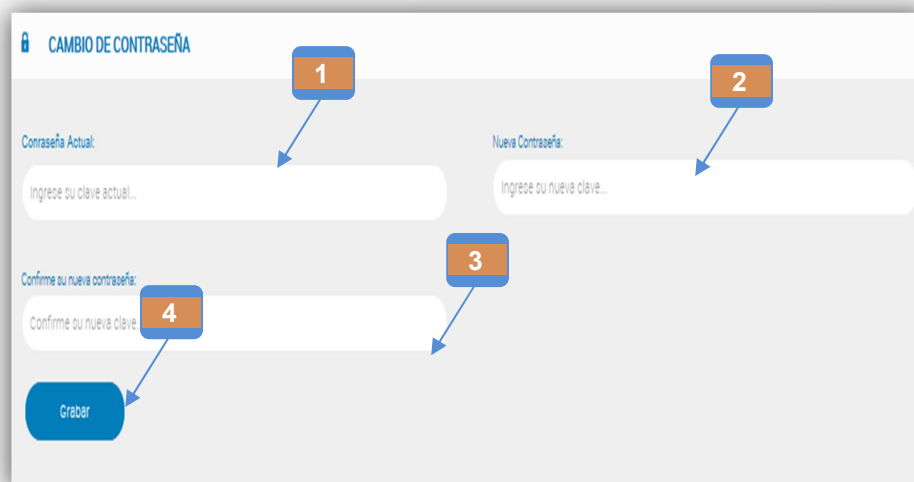 CAMBIO DE CONTRASEÑA
1
2
Conraseña Actual:
Nueva Contraseña:
Ingrese su clave actual...
Ingrese su nueva clave...
3
Confirme su nueva contraseña:
4
Confirme su nueva clave.
Grabar